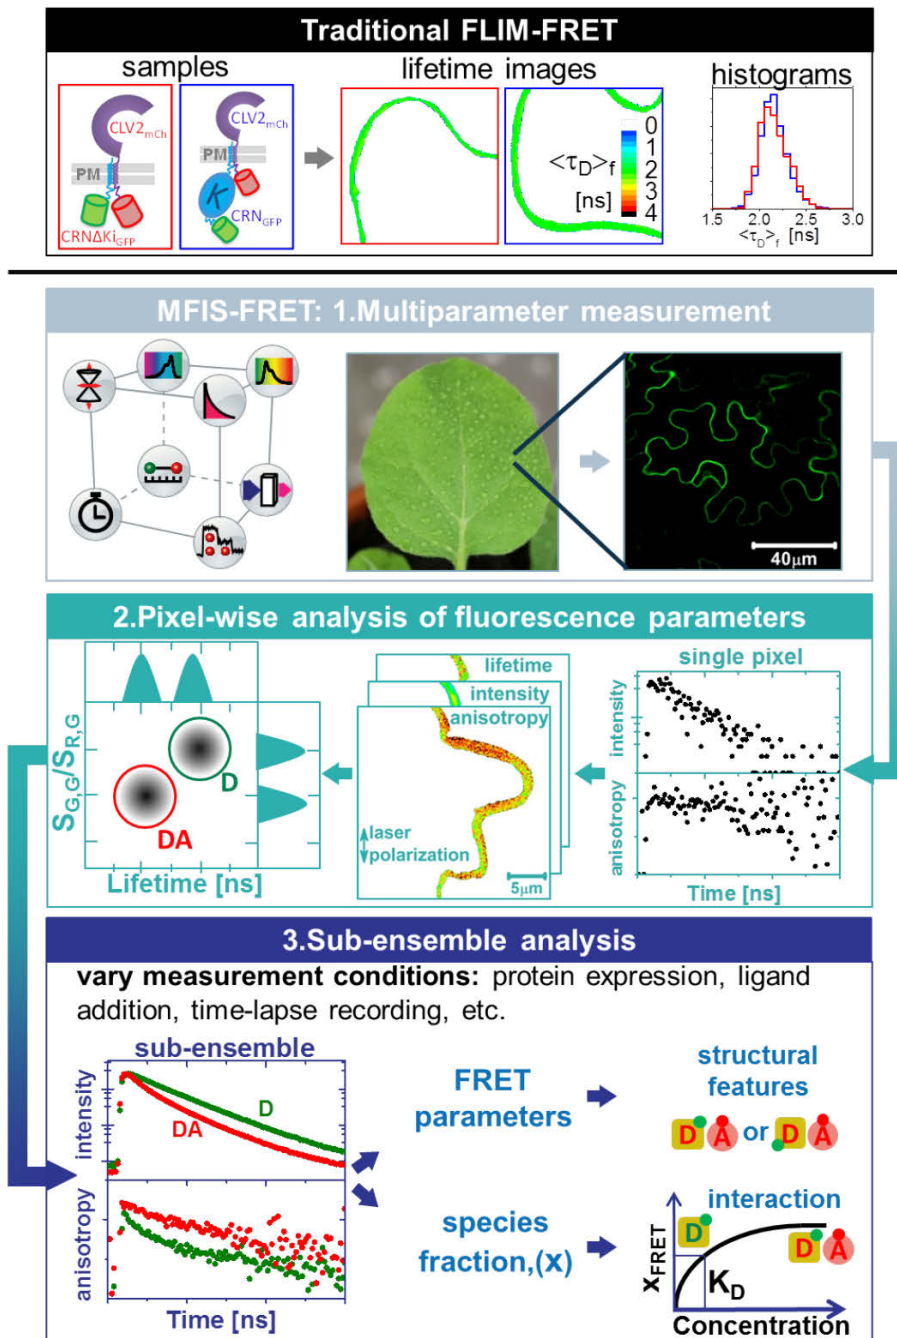 Traditional FLIM-FRET
samples
lifetime images
histograms
CLV2mCh
PM
CRNΔKiGFP
CLV2mCh
PM
K
CRNGFP
<τD>f
[ns]
0
1
2
3
4
1.5 2.0 2.5 3.0
<τD>f [ns]
MFIS-FRET: 1.Multiparameter measurement
40μm
2.Pixel-wise analysis of fluorescence parameters
SG,G/SR,G
D
DA
Lifetime [ns]
lifetime
intensity
anisotropy
laser
polarization
5μm
single pixel
intensity
anisotropy
Time [ns]
3.Sub-ensemble analysis
vary measurement conditions: protein expression, ligand
addition, time-lapse recording, etc.
sub-ensemble
intensity
D
DA
anisotropy
Time [ns]
FRET
parameters
structural
features
D A or D A
species
fraction,(x)
interaction
xFRET
D
D A
KD
Concentration